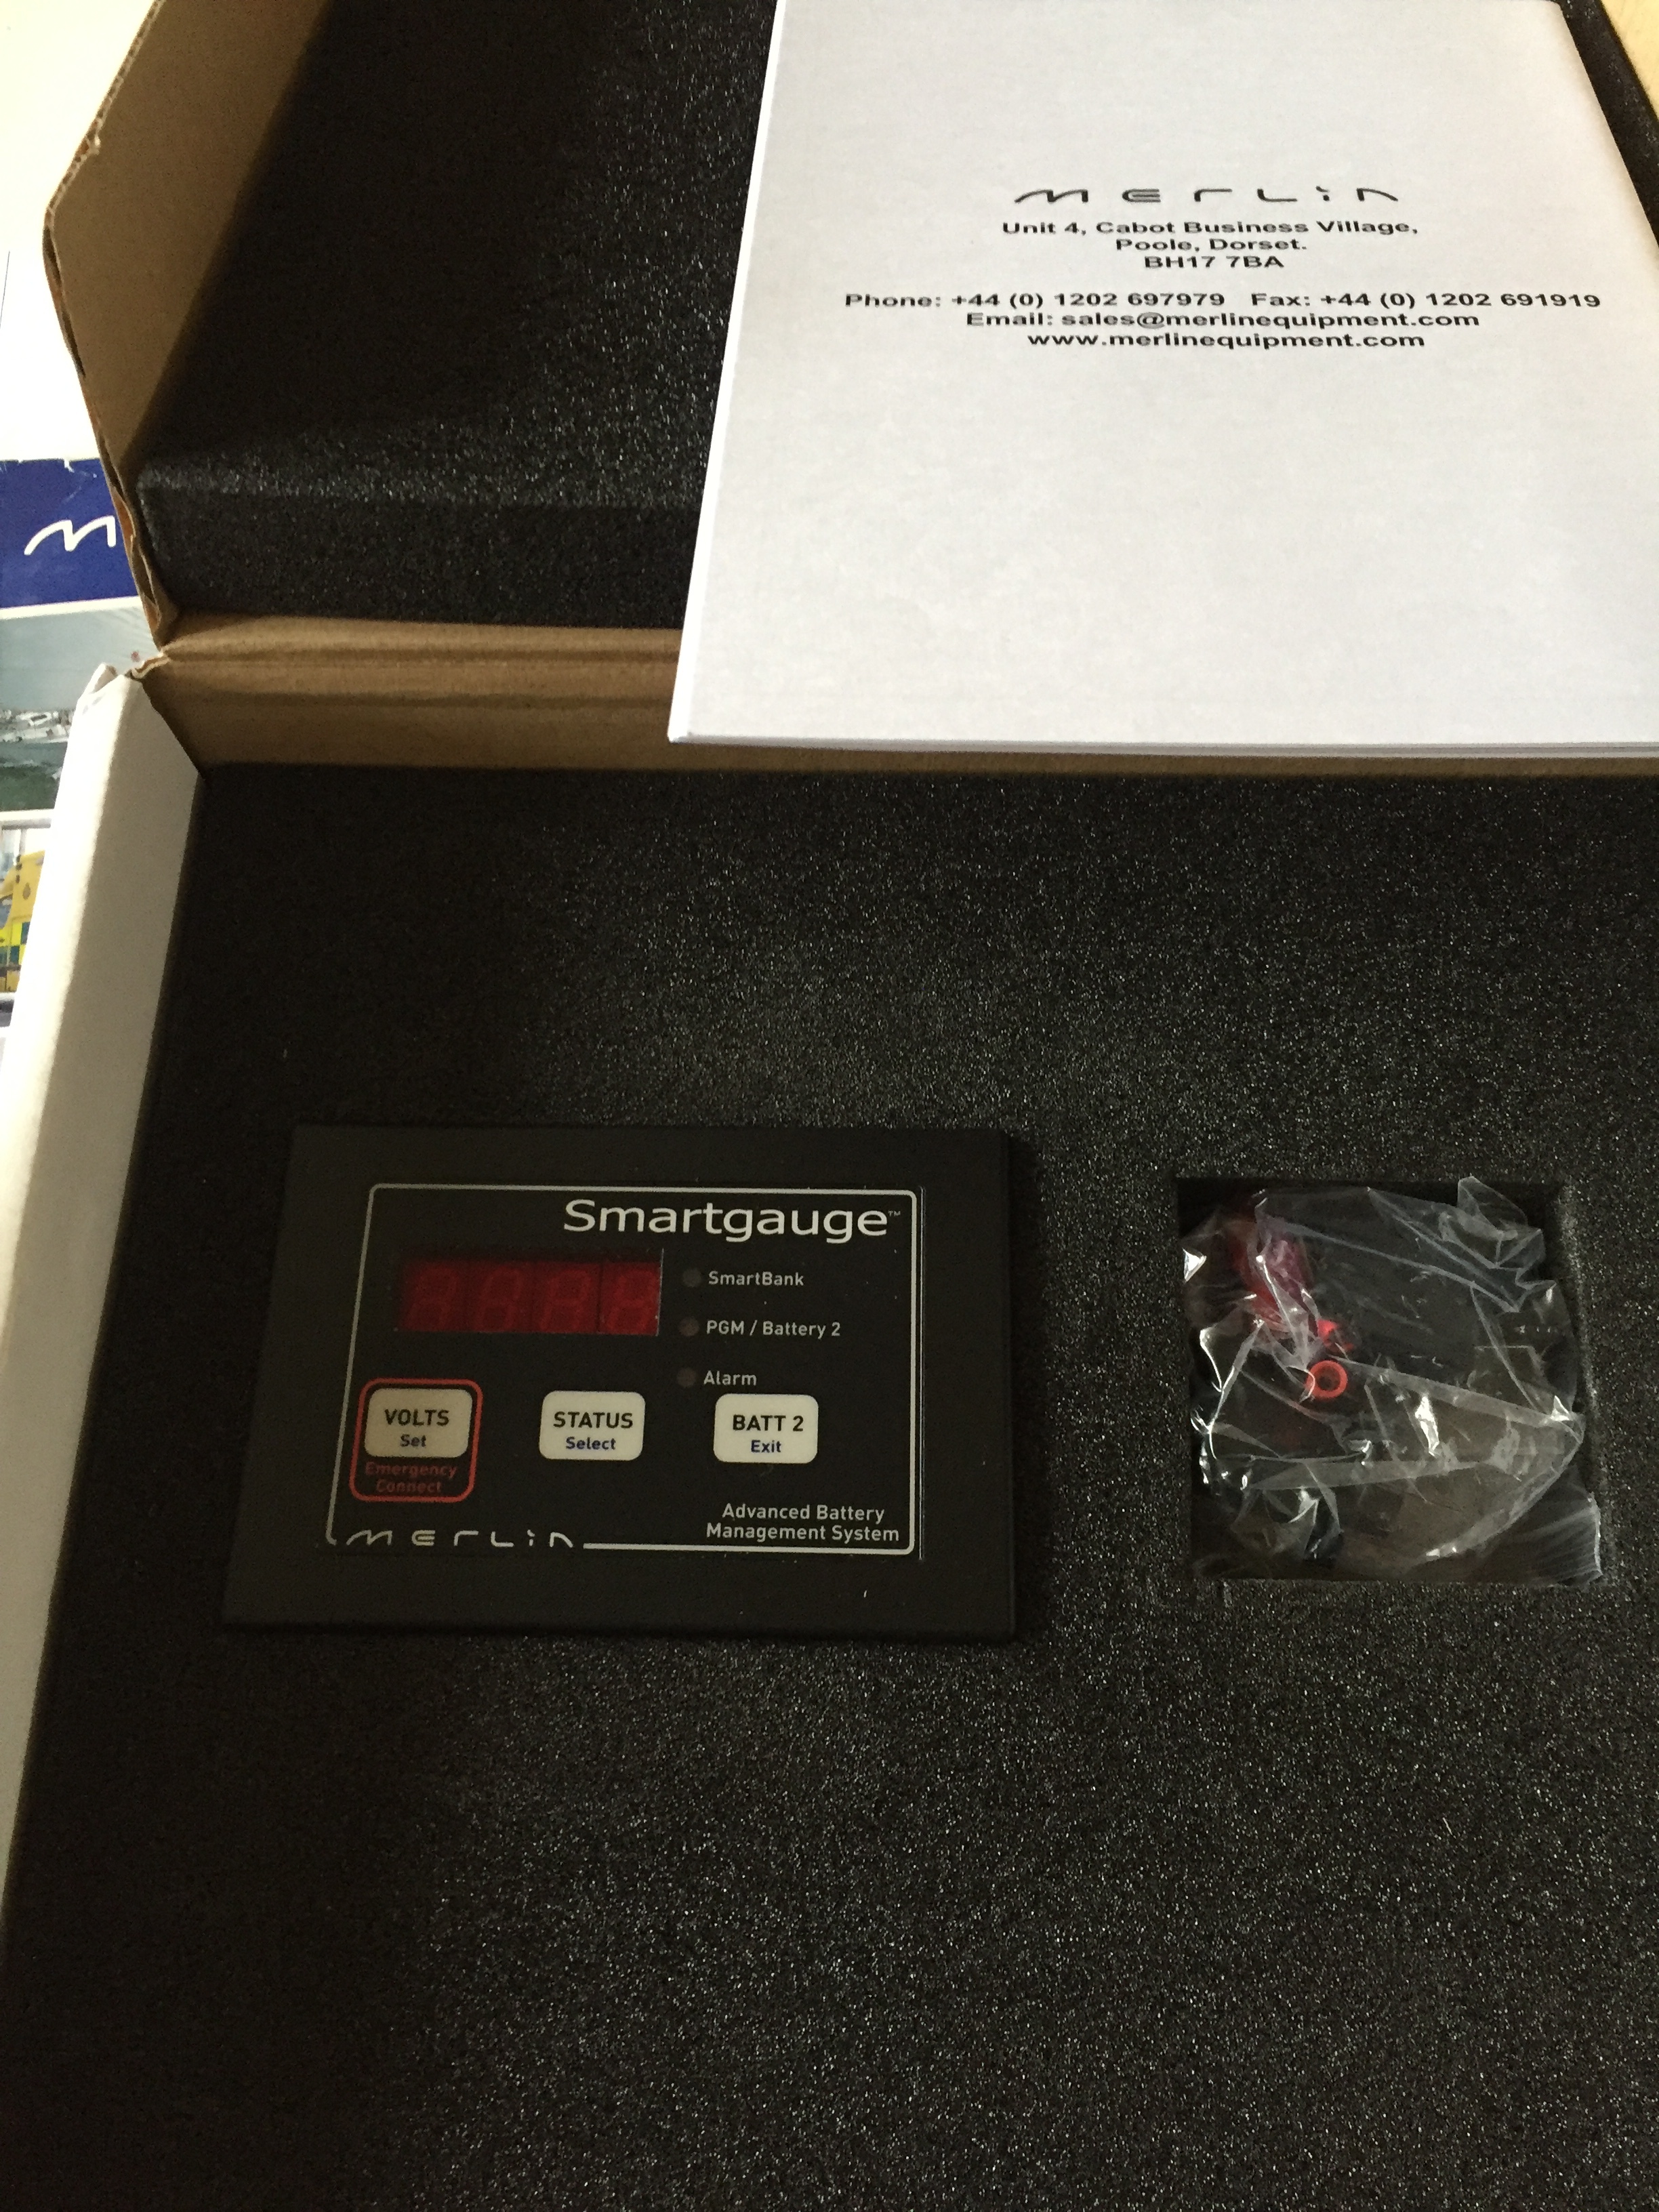 merlin
Unit 4, Cabot Business Village,
Poole, Dorset.
BH17 7BA
Phone: +44 (0) 1202 697979 Fax: +44 (0) 1202 691919
Email: sales@merlinequipment.com
www.merlinequipment.com
m
Smartgauge™
SmartBank
PGM / Battery 2
Alarm
VOLTS
Set
Emergency
Connect
STATUS
Select
BATT 2
Exit
Advanced Battery
Management System
merlin